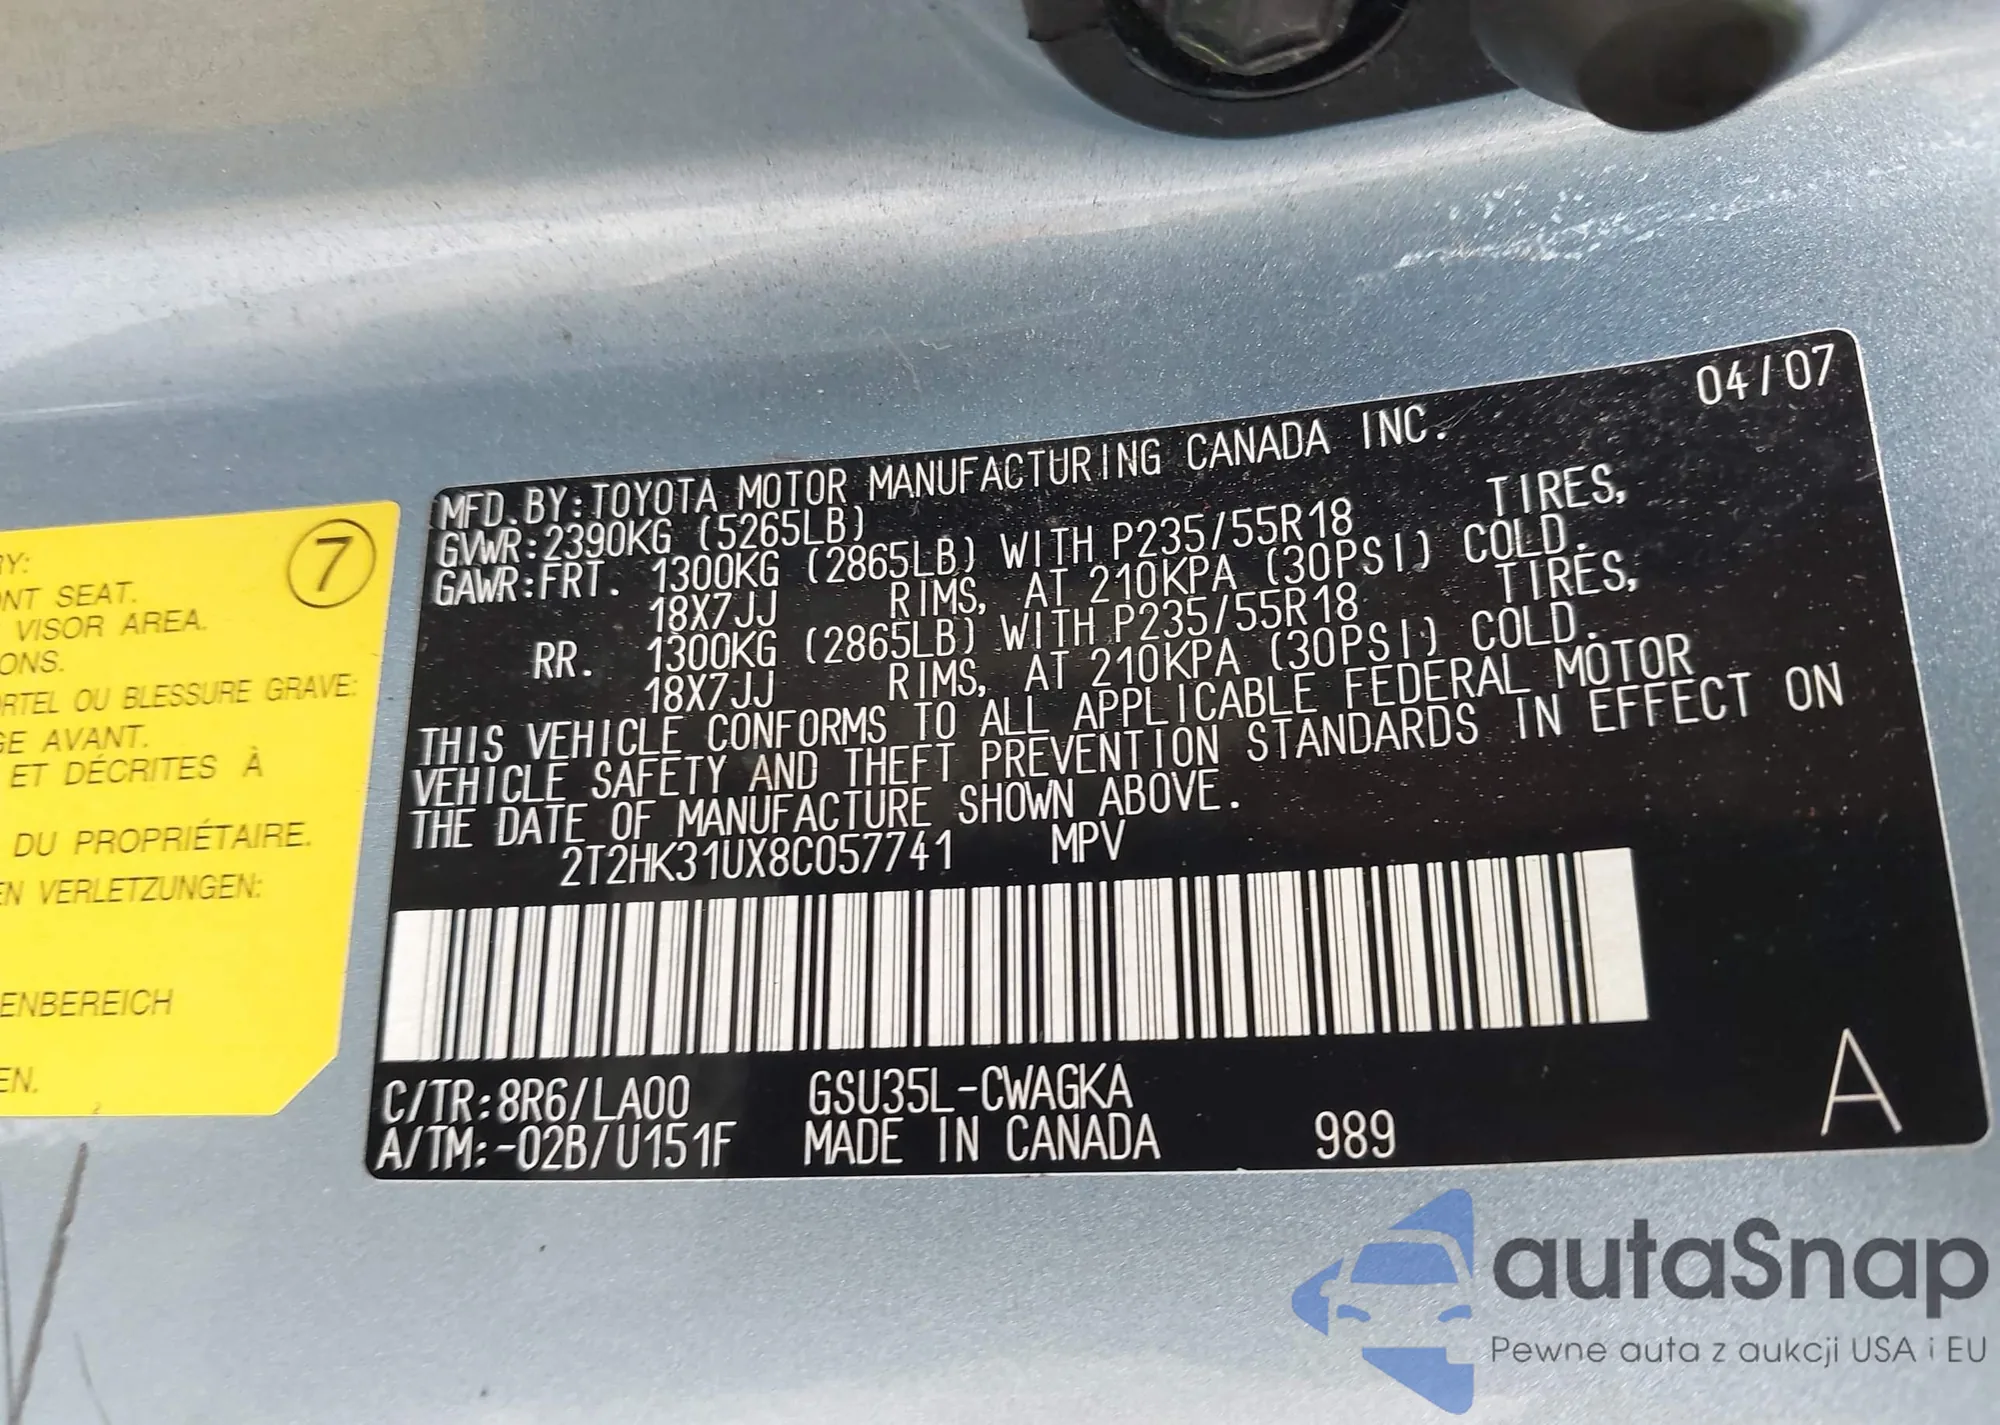 RY:
7
ONT SEAT.
VISOR AREA.
ONS.
ORTEL OU BLESSURE GRAVE:
GE AVANT.
ET DÉCRITES À
DU PROPRIÉTAIRE.
EN VERLETZUNGEN:
ENBEREICH
EN.
04/07
MFD.BY:TOYOTA MOTOR MANUFACTURING CANADA INC.
GVWR:2390KG (5265LB)
GAWR:FRT. 1300KG (2865LB) WITH P235/55R18 TIRES,
18X7JJ RIMS, AT 210KPA (30PSI) COLD.
RR. 1300KG (2865LB) WITH P235/55R18 TIRES,
18X7JJ RIMS, AT 210KPA (30PSI) COLD.
THIS VEHICLE CONFORMS TO ALL APPLICABLE FEDERAL MOTOR
VEHICLE SAFETY AND THEFT PREVENTION STANDARDS IN EFFECT ON
THE DATE OF MANUFACTURE SHOWN ABOVE.
2T2HK31UX8C057741 MPV
C/TR:8R6/LA00 GSU35L-CWAGKA
A/TM:-02B/U151F MADE IN CANADA 989 A
autaSnap
Pewne auta z aukcji USA i EU